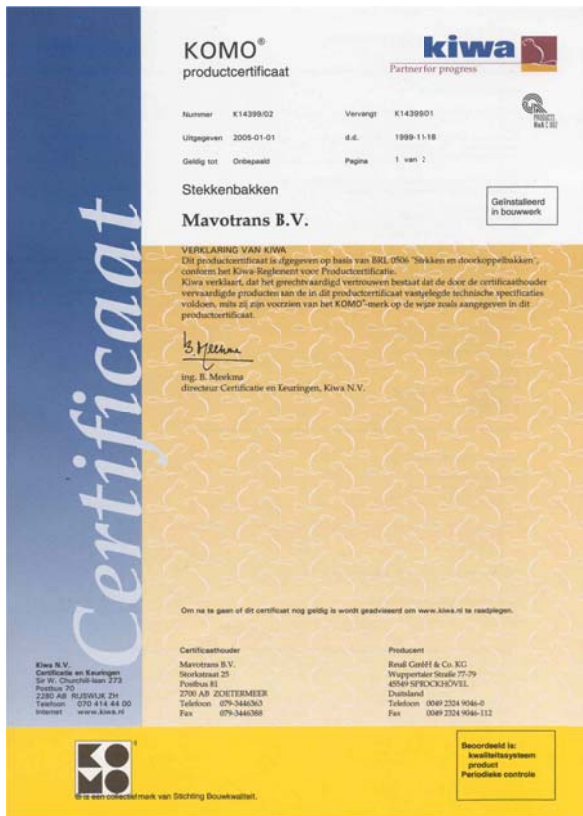 KOMO®
productcertificaat
kiwa
Partner for progress
PRODUCTS
RvA C 002
Nummer K14399/02 Vervangt K14399/01
Uitgegeven 2005-01-01 d.d. 1999-11-16
Geldig tot Onbepaald Pagina 1 van 2
Stekkenbakken
Geïnstalleerd
in bouwwerk
Mavotrans B.V.
VERKLARING VAN KIWA
Dit productcertificaat is afgegeven op basis van BRL 0506 "Stekken en doorkoppelbakken",
conform het Kiwa-Reglement voor Productcertificatie.
Kiwa verklaart, dat het gerechtvaardigd vertrouwen bestaat dat de door de certificaathouder
vervaardigde producten aan de in dit productcertificaat vastgelegde technische specificaties
voldoen, mits zij zijn voorzien van het KOMO®-merk op de wijze zoals aangegeven in dit
productcertificaat.
B. Meekma
ing. B. Meekma
directeur Certificatie en Keuringen, Kiwa N.V.
Certificaat
Om na te gaan of dit certificaat nog geldig is wordt geadviseerd om www.kiwa.nl te raadplegen.
Certificaathouder
Mavotrans B.V.
Storkstraat 25
Postbus 81
2700 AB ZOETERMEER
Telefoon 079-3446363
Fax 079-3446388
Producent
Reuß GmbH & Co. KG
Wuppertaler Straße 77-79
45549 SPROCKHÖVEL
Duitsland
Telefoon 0049 2324 9046-0
Fax 0049 2324 9046-112
Kiwa N.V.
Certificatie en Keuringen
Sir W. Churchill-laan 273
Postbus 70
2280 AB RIJSWIJK ZH
Telefoon 070 414 44 00
Internet www.kiwa.nl
KOMO®
® is een collectiefmerk van Stichting Bouwkwaliteit.
Beoordeeld is:
kwaliteitssysteem
product
Periodieke controle